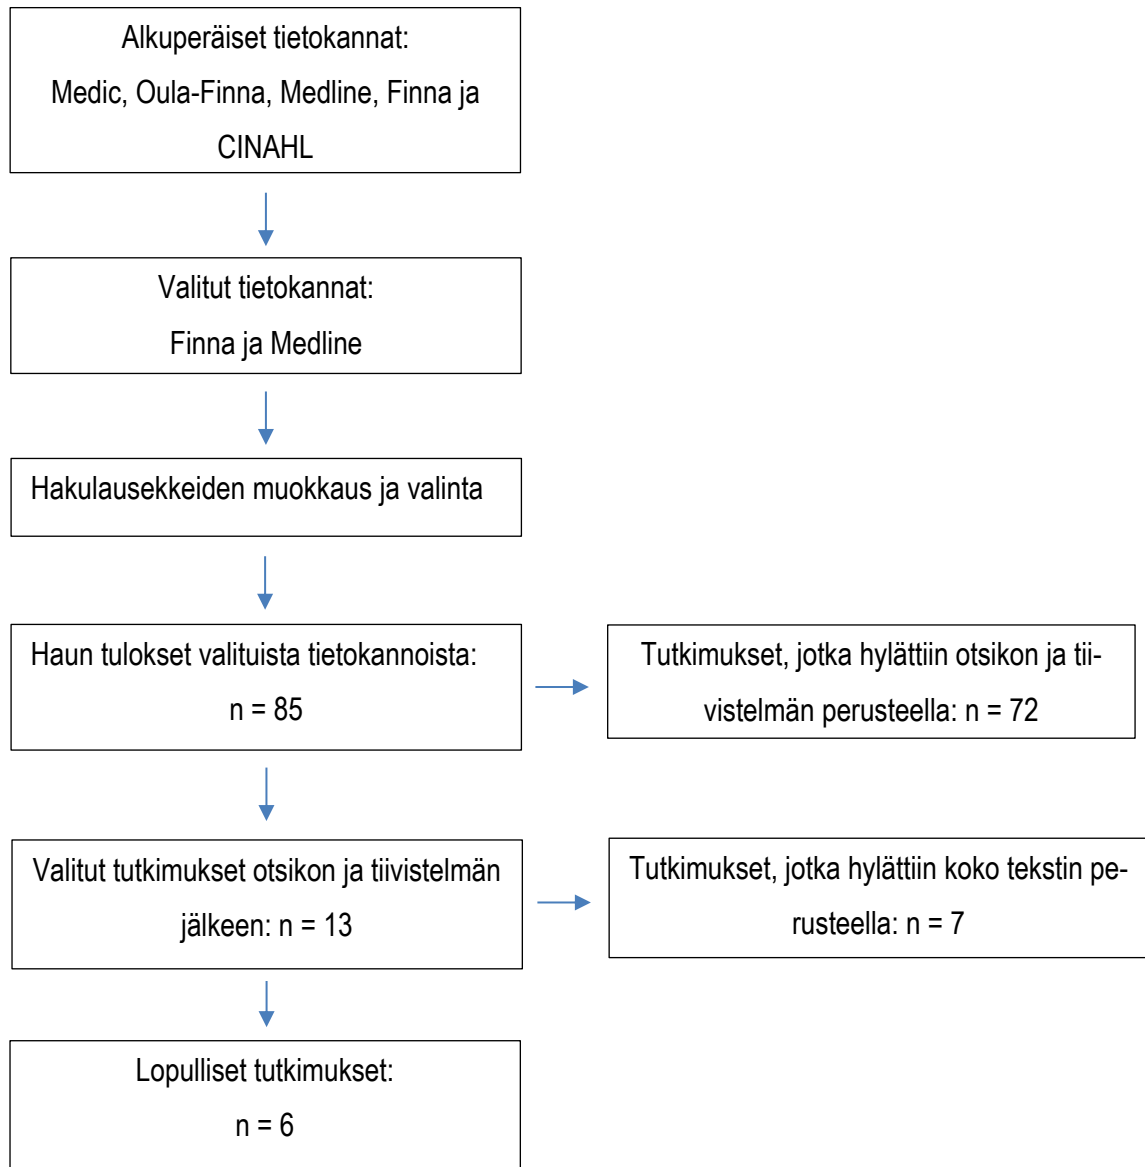 Alkuperäiset tietokannat:
Medic, Oula-Finna, Medline, Finna ja
CINAHL
Valitut tietokannat:
Finna ja Medline
Hakulausekkeiden muokkaus ja valinta
Haun tulokset valituista tietokannoista:
n = 85
Tutkimukset, jotka hylättiin otsikon ja tii-
vistelmän perusteella: n = 72
Valitut tutkimukset otsikon ja tiivistelmän
jälkeen: n = 13
Tutkimukset, jotka hylättiin koko tekstin pe-
rusteella: n = 7
Lopulliset tutkimukset:
n = 6